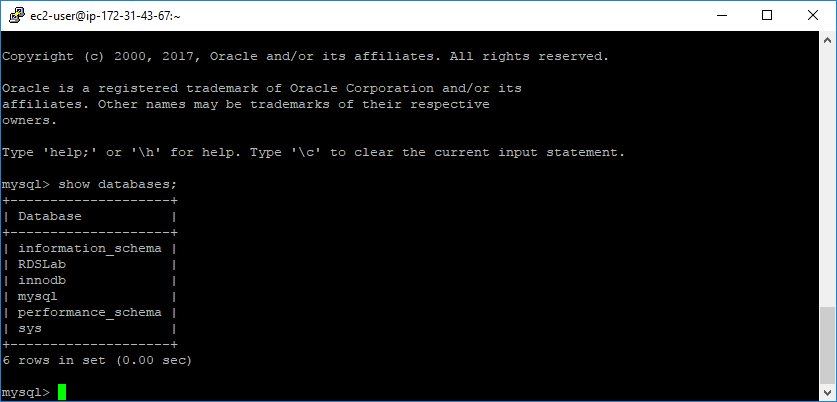 ec2-user@ip-172-31-43-67:~
Copyright (c) 2000, 2017, Oracle and/or its affiliates. All rights reserved.
Oracle is a registered trademark of Oracle Corporation and/or its
affiliates. Other names may be trademarks of their respective
owners.
Type 'help;' or '\h' for help. Type '\c' to clear the current input statement.
mysql> show databases;
+--------------------+
| Database           |
+--------------------+
| information_schema |
| RDSLab             |
| innodb             |
| mysql              |
| performance_schema |
| sys                |
+--------------------+
6 rows in set (0.00 sec)
mysql>